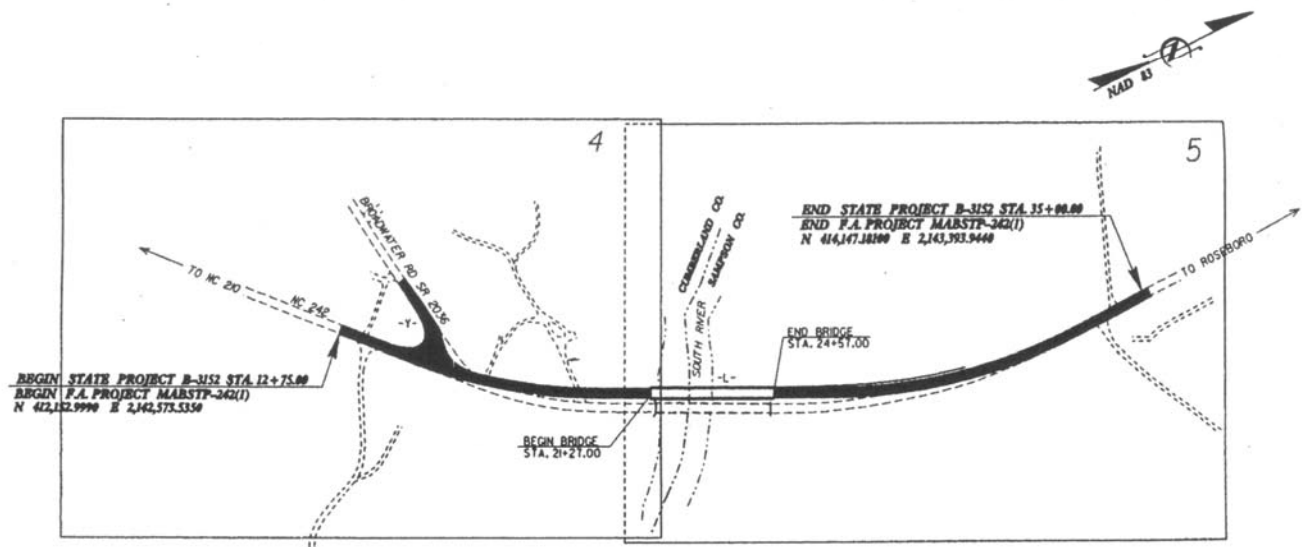 NAD 83
4
5
BROADWATER RD SR 2036
CUMBERLAND CO.
SAMPSON CO.
END STATE PROJECT B-3152 STA. 35+00.00
END F.A. PROJECT MABSTP-242(1)
N 414,147.18100 E 2,143,393.9440
TO NC 210
NC 242
TO ROSEBORO
-Y-
SOUTH RIVER
END BRIDGE
STA. 24+57.00
-L-
BEGIN STATE PROJECT B-3152 STA. 12+75.00
BEGIN F.A. PROJECT MABSTP-242(1)
N 412,152.9990 E 2,142,573.5350
BEGIN BRIDGE
STA. 21+27.00